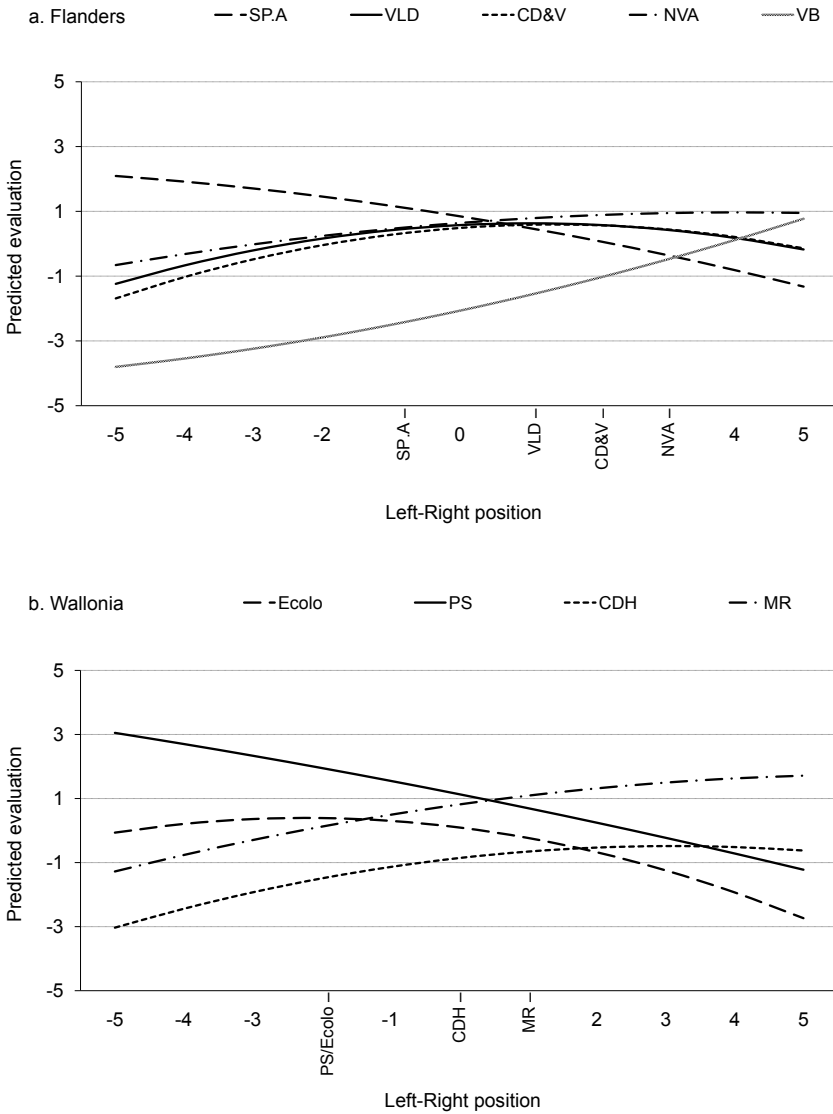 a. Flanders SP.A VLD CD&V NVA VB
5
3
1
-1
-3
-5
Predicted evaluation
-5 -4 -3 -2 SP.A 0 VLD CD&V NVA 4 5
Left-Right position
b. Wallonia Ecolo PS CDH MR
5
3
1
-1
-3
-5
Predicted evaluation
-5 -4 -3 PS/Ecolo -1 CDH MR 2 3 4 5
Left-Right position